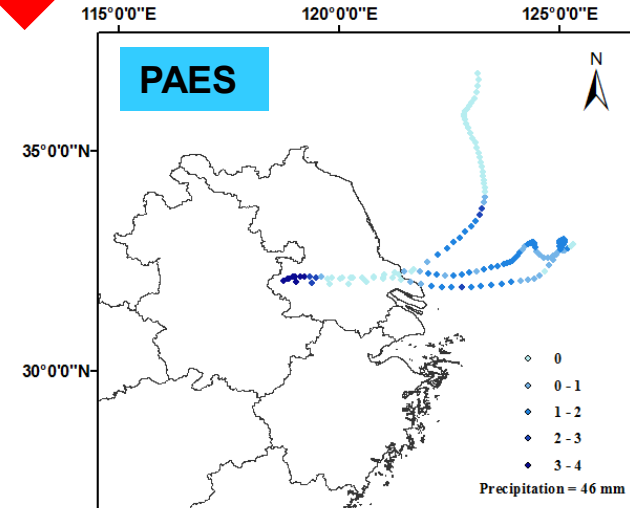 115°0'0"E 120°0'0"E 125°0'0"E
PAES
N
35°0'0"N
30°0'0"N
0
0 - 1
1 - 2
2 - 3
3 - 4
Precipitation = 46 mm